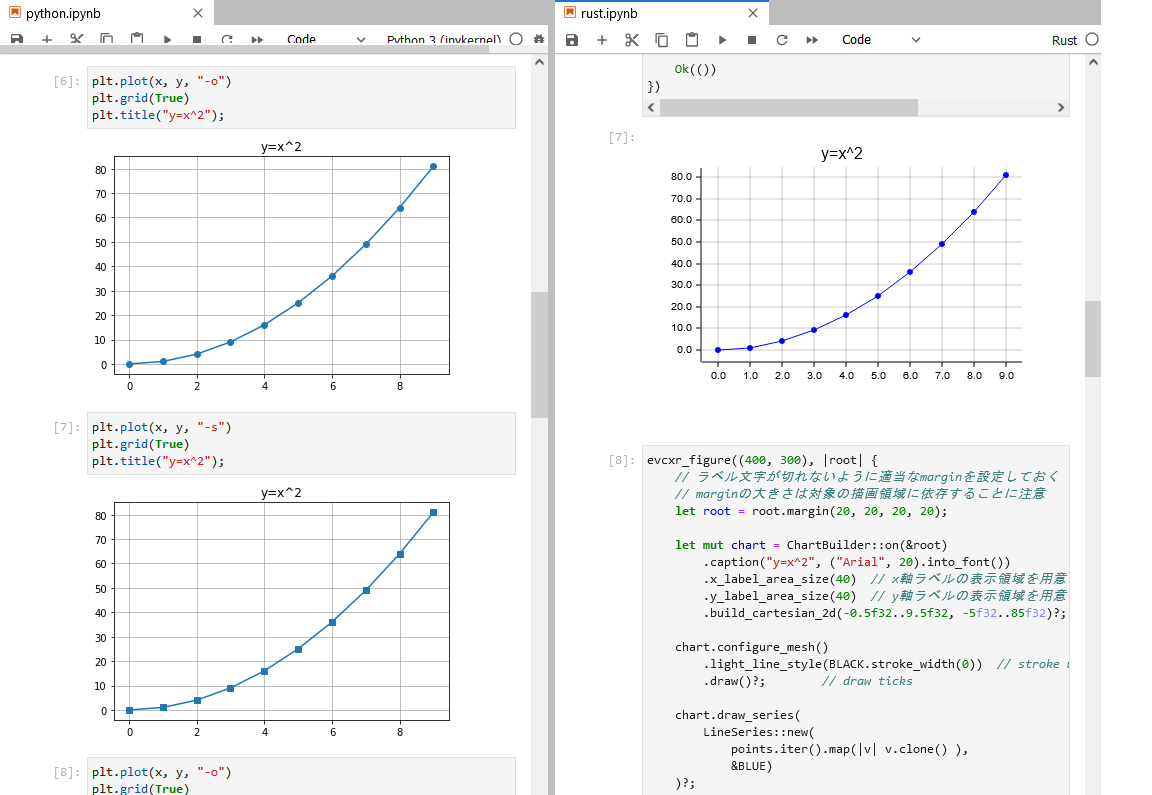 python.ipynb
Code
Python 3 (ipykernel)
[6]:
plt.plot(x, y, "-o")
plt.grid(True)
plt.title("y=x^2");
y=x^2
80
70
60
50
40
30
20
10
0
0 2 4 6 8
[7]:
plt.plot(x, y, "-s")
plt.grid(True)
plt.title("y=x^2");
y=x^2
80
70
60
50
40
30
20
10
0
0 2 4 6 8
[8]:
plt.plot(x, y, "-o")
plt.grid(True)
rust.ipynb
Code
Rust
Ok(())
})
[7]:
y=x^2
80.0
70.0
60.0
50.0
40.0
30.0
20.0
10.0
0.0
0.0 1.0 2.0 3.0 4.0 5.0 6.0 7.0 8.0 9.0
[8]:
evcxr_figure((400, 300), |root| {
// ラベル文字が切れないように適当なmarginを設定しておく
// marginの大きさは対象の描画領域に依存することに注意
let root = root.margin(20, 20, 20, 20);
let mut chart = ChartBuilder::on(&root)
.caption("y=x^2", ("Arial", 20).into_font())
.x_label_area_size(40) // x軸ラベルの表示領域を用意
.y_label_area_size(40) // y軸ラベルの表示領域を用意
.build_cartesian_2d(-0.5f32..9.5f32, -5f32..85f32)?;
chart.configure_mesh()
.light_line_style(BLACK.stroke_width(0)) // stroke
.draw()?; // draw ticks
chart.draw_series(
LineSeries::new(
points.iter().map(|v| v.clone() ),
&BLUE)
)?;